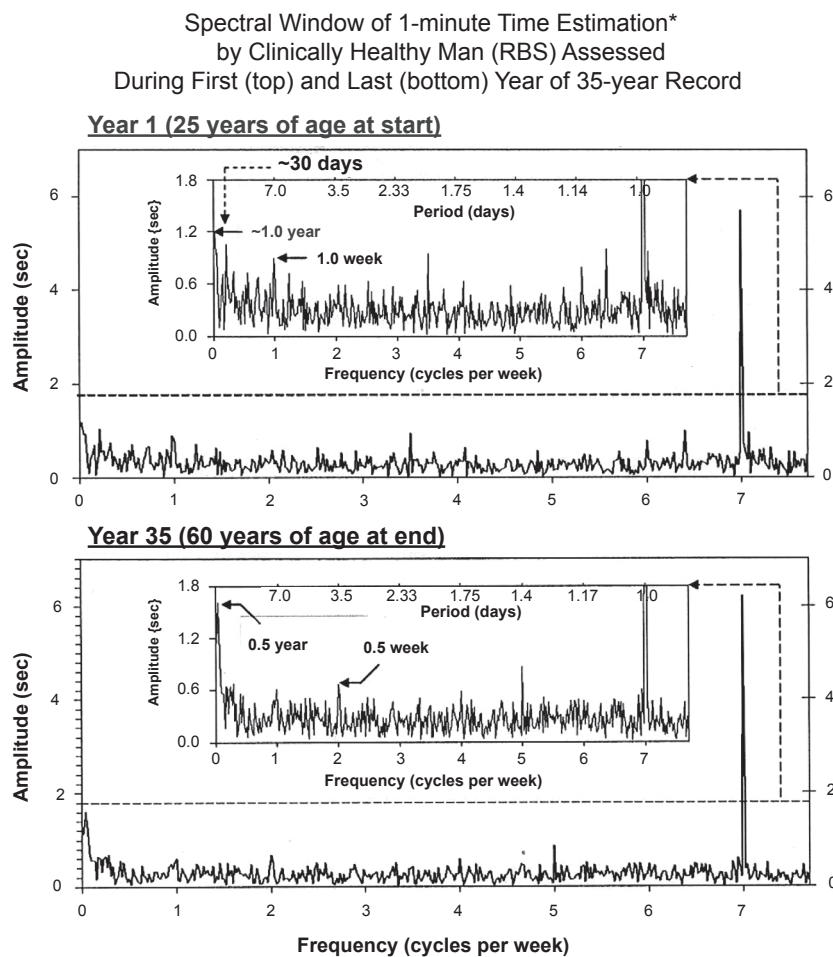 Spectral Window of 1-minute Time Estimation*
by Clinically Healthy Man (RBS) Assessed
During First (top) and Last (bottom) Year of 35-year Record
Year 1 (25 years of age at start)
~30 days
1.8
7.0 3.5 2.33 1.75 1.4 1.14 1.0
Period (days)
1.2
~1.0 year
1.0 week
0.6
0.0
Amplitude {sec)
0 1 2 3 4 5 6 7
Frequency (cycles per week)
6
4
2
0
Amplitude (sec)
6
4
2
0
0 1 2 3 4 5 6 7
Year 35 (60 years of age at end)
1.8
7.0 3.5 2.33 1.75 1.4 1.17 1.0
Period (days)
1.2
0.5 year
0.5 week
0.6
0.0
Amplitude {sec)
0 1 2 3 4 5 6 7
Frequency (cycles per week)
6
4
2
0
Amplitude (sec)
6
4
2
0
0 1 2 3 4 5 6 7
Frequency (cycles per week)